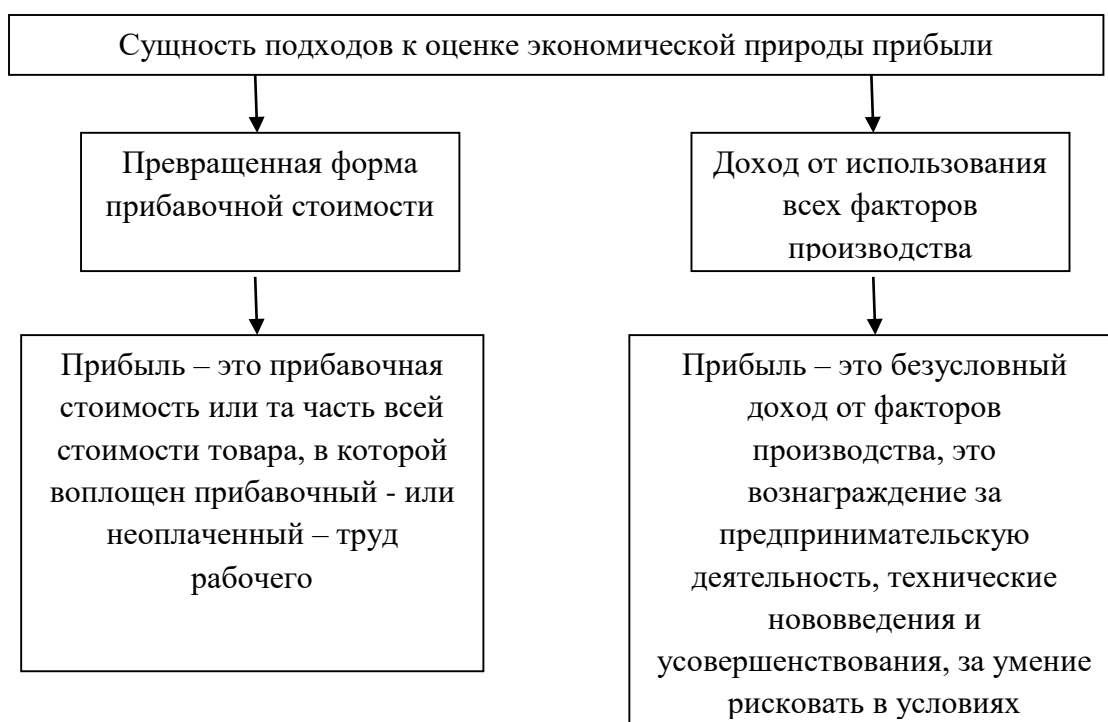 Сущность подходов к оценке экономической природы прибыли
Превращенная форма
прибавочной стоимости
Доход от использования
всех факторов
производства
Прибыль – это прибавочная
стоимость или та часть всей
стоимости товара, в которой
воплощен прибавочный - или
неоплаченный – труд
рабочего
Прибыль – это безусловный
доход от факторов
производства, это
вознаграждение за
предпринимательскую
деятельность, технические
нововведения и
усовершенствования, за умение
рисковать в условиях